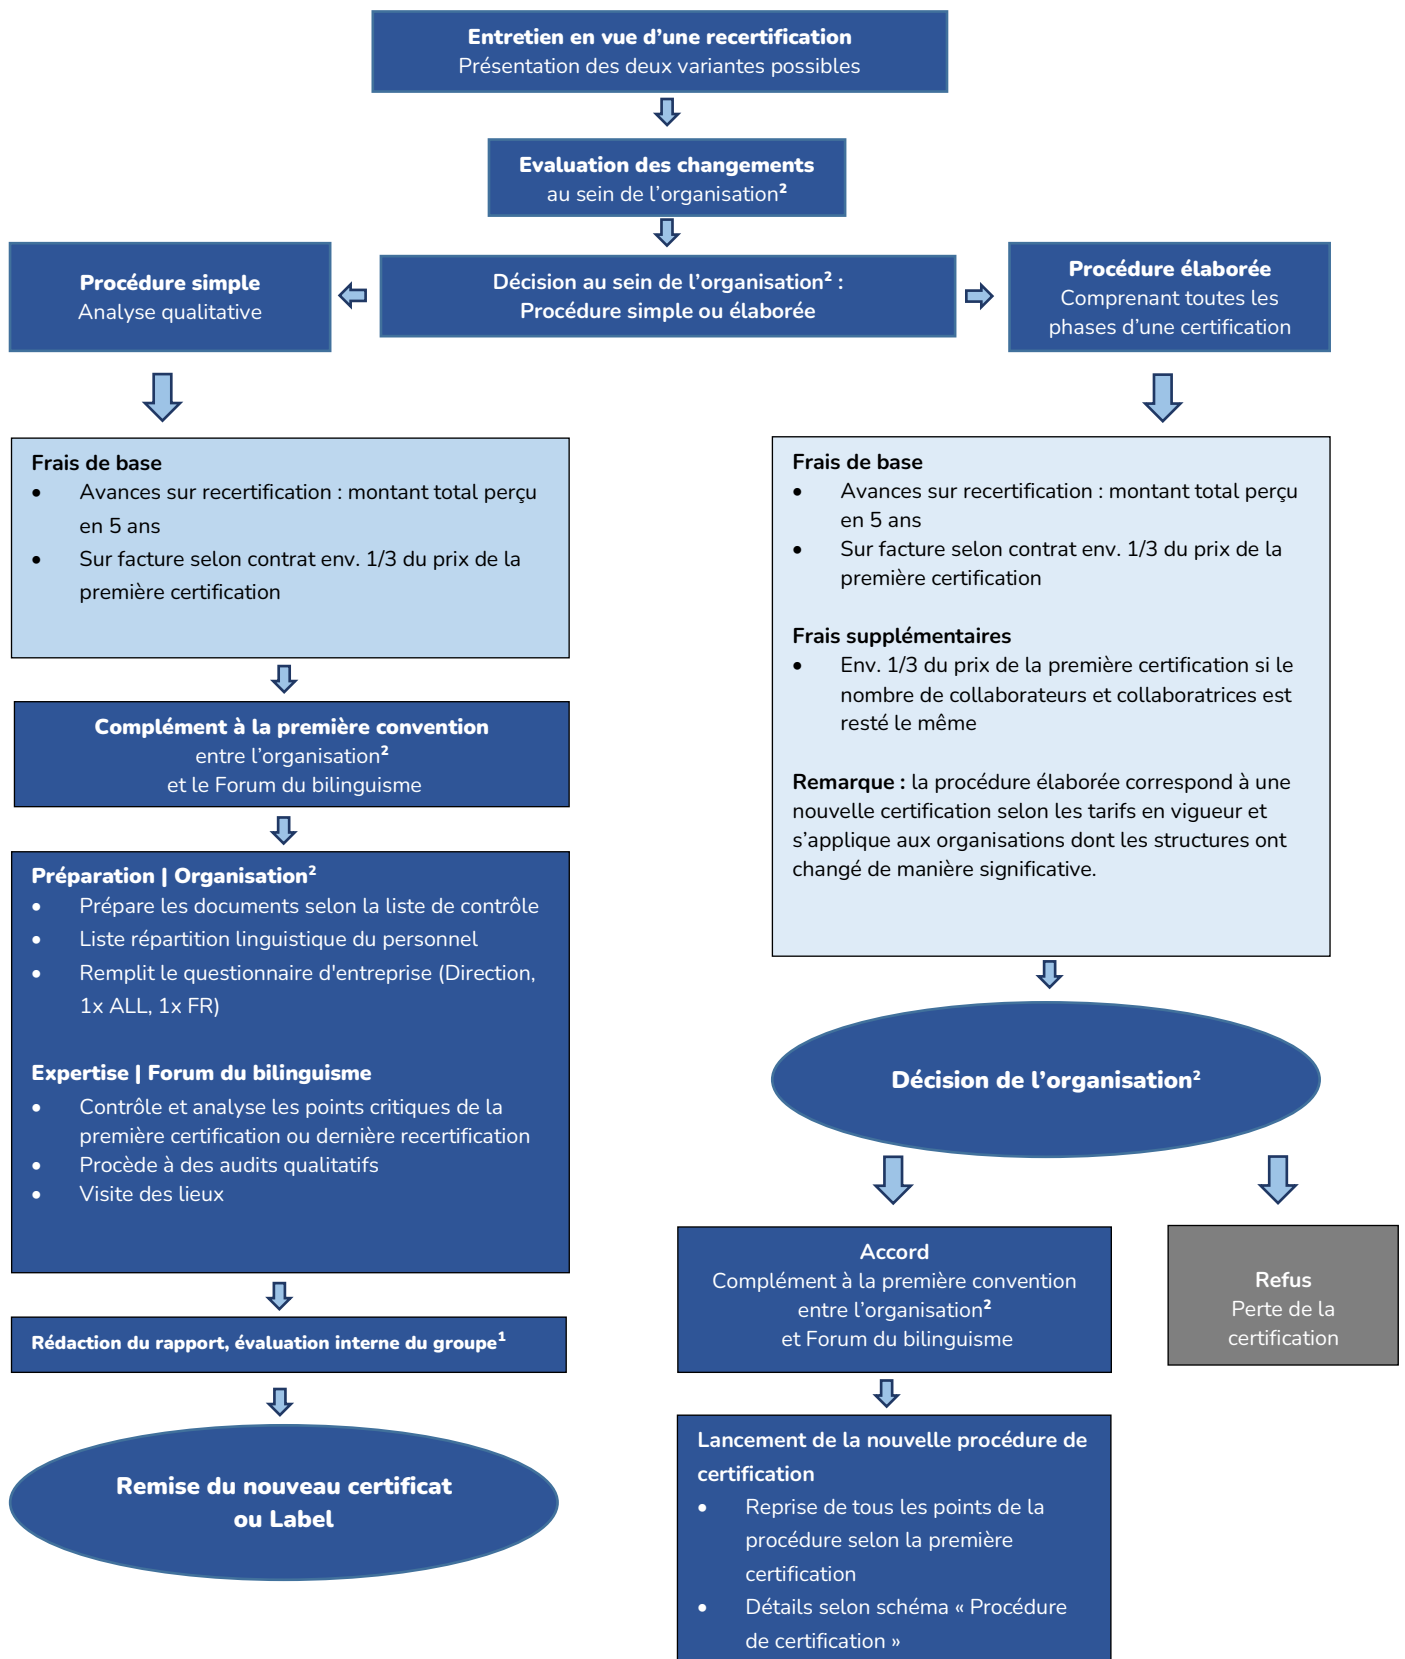 Entretien en vue d’une recertification
Présentation des deux variantes possibles
Evaluation des changements
au sein de l’organisation²
Procédure simple
Analyse qualitative
Décision au sein de l’organisation² :
Procédure simple ou élaborée
Procédure élaborée
Comprenant toutes les
phases d’une certification
Frais de base
• Avances sur recertification : montant total perçu
en 5 ans
• Sur facture selon contrat env. 1/3 du prix de la
première certification
Complément à la première convention
entre l’organisation²
et le Forum du bilinguisme
Préparation | Organisation²
• Prépare les documents selon la liste de contrôle
• Liste répartition linguistique du personnel
• Remplit le questionnaire d'entreprise (Direction,
1x ALL, 1x FR)
Expertise | Forum du bilinguisme
• Contrôle et analyse les points critiques de la
première certification ou dernière recertification
• Procède à des audits qualitatifs
• Visite des lieux
Rédaction du rapport, évaluation interne du groupe¹
Remise du nouveau certificat
ou Label
Frais de base
• Avances sur recertification : montant total perçu
en 5 ans
• Sur facture selon contrat env. 1/3 du prix de la
première certification
Frais supplémentaires
• Env. 1/3 du prix de la première certification si le
nombre de collaborateurs et collaboratrices est
resté le même
Remarque : la procédure élaborée correspond à une
nouvelle certification selon les tarifs en vigueur et
s’applique aux organisations dont les structures ont
changé de manière significative.
Décision de l’organisation²
Accord
Complément à la première convention
entre l’organisation²
et Forum du bilinguisme
Refus
Perte de la
certification
Lancement de la nouvelle procédure de
certification
• Reprise de tous les points de la
procédure selon la première
certification
• Détails selon schéma « Procédure
de certification »